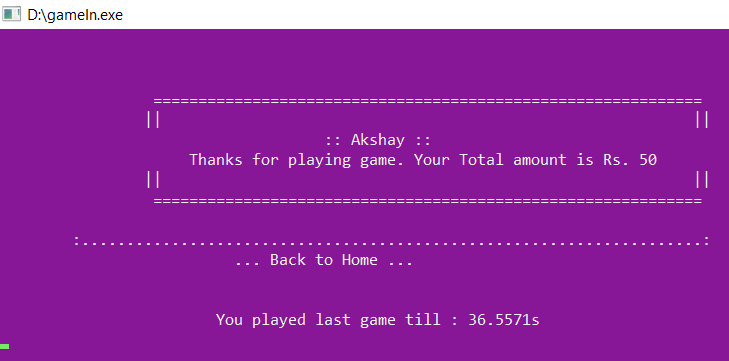 D:\gameIn.exe
=============================================================
|| ||
:: Akshay ::
Thanks for playing game. Your Total amount is Rs. 50
|| ||
=============================================================
:.....................................................................:
... Back to Home ...
You played last game till : 36.5571s